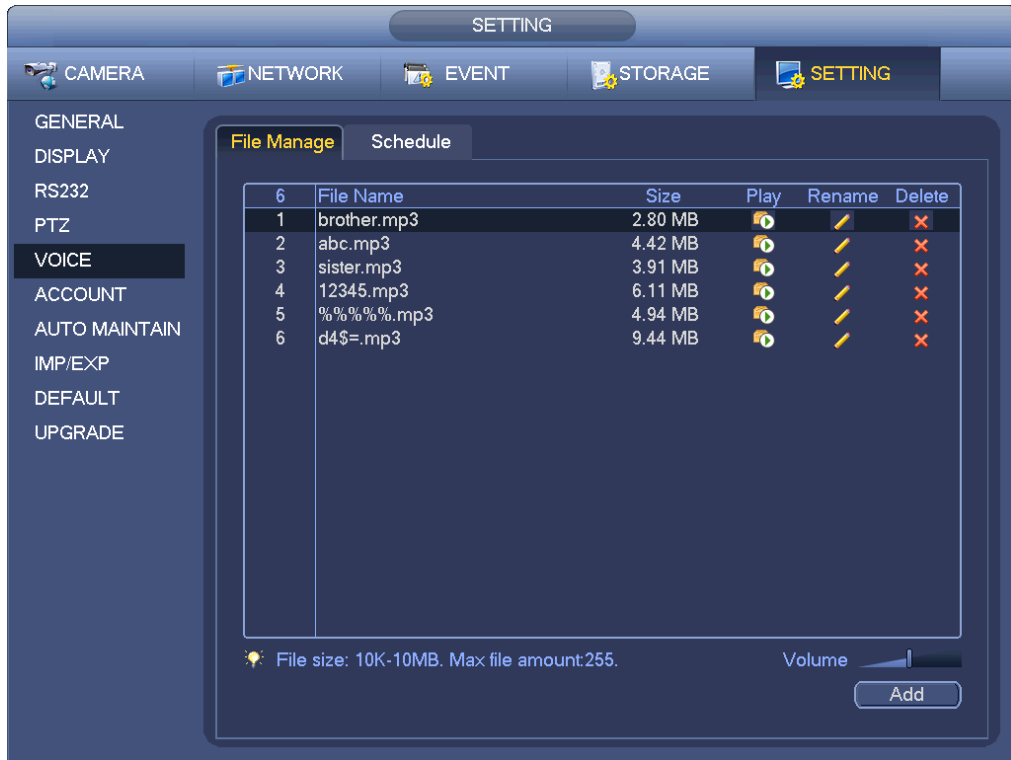 SETTING
CAMERA NETWORK EVENT STORAGE SETTING
GENERAL
DISPLAY
RS232
PTZ
VOICE
ACCOUNT
AUTO MAINTAIN
IMP/EXP
DEFAULT
UPGRADE
File Manage Schedule
6 File Name Size Play Rename Delete
1 brother.mp3 2.80 MB
2 abc.mp3 4.42 MB
3 sister.mp3 3.91 MB
4 12345.mp3 6.11 MB
5 %%%%%.mp3 4.94 MB
6 d4$=.mp3 9.44 MB
File size: 10K-10MB. Max file amount:255. Volume
Add